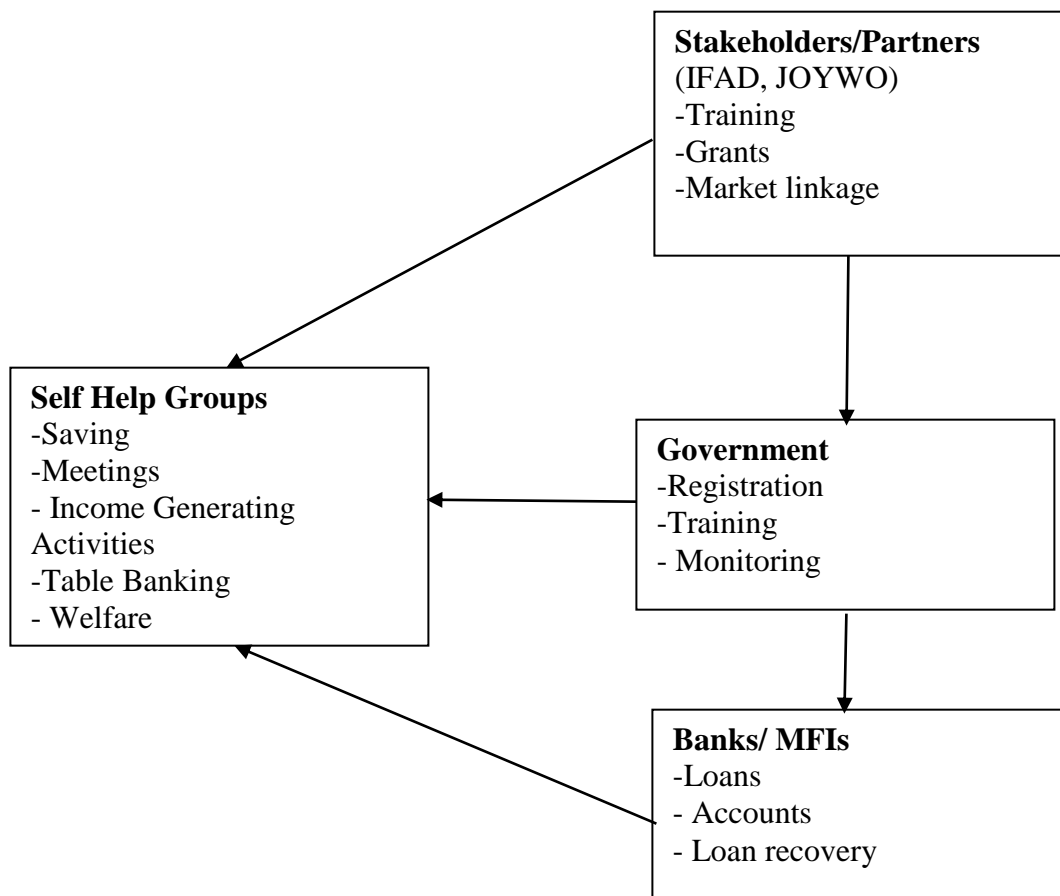 Stakeholders/Partners
(IFAD, JOYWO)
-Training
-Grants
-Market linkage
Self Help Groups
-Saving
-Meetings
- Income Generating
Activities
-Table Banking
- Welfare
Government
-Registration
-Training
- Monitoring
Banks/ MFIs
-Loans
- Accounts
- Loan recovery